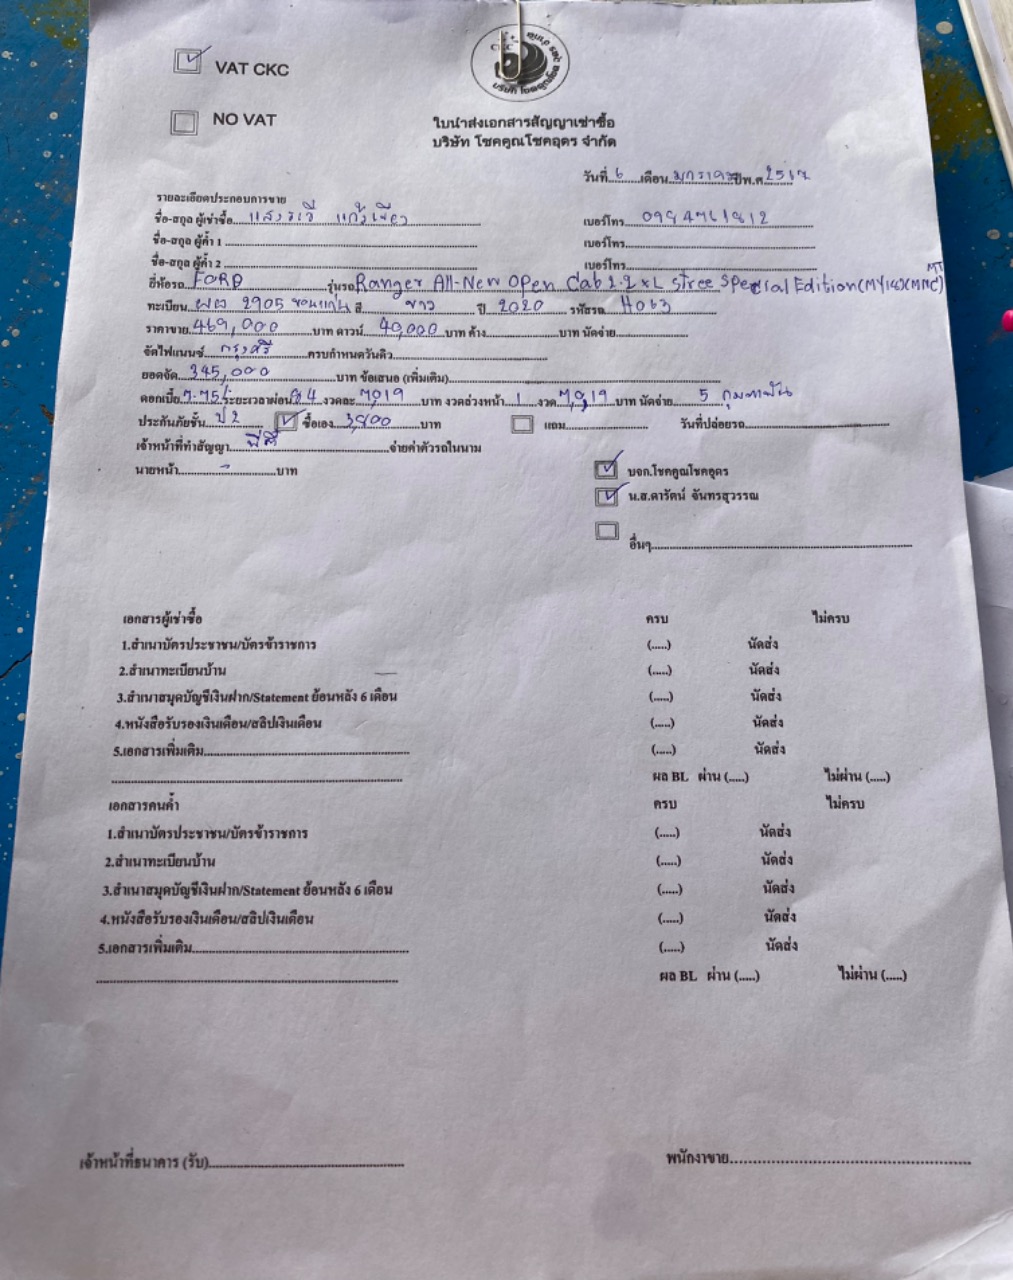 VAT CKC
NO VAT
CKC
บริษัท โชคคูณโชค
ใบนำส่งเอกสารสัญญาเช่าซื้อ
บริษัท โชคคูณโชคอุดร จำกัด
วันที่ 6 เดือน มกราคม ปีพ.ศ. 2567
รายละเอียดประกอบการขาย
ชื่อ-สกุล ผู้เช่าซื้อ แสงระวี แก้วเขียว เบอร์โทร 0984761812
ชื่อ-สกุล ผู้ค้ำ 1 เบอร์โทร
ชื่อ-สกุล ผู้ค้ำ 2 เบอร์โทร
ยี่ห้อรถ FORD รุ่นรถ Ranger All-New Open Cab 2.2 XL Stree Special Edition (MY19)(MNC) MT
ทะเบียน 2905 ขอนแก่น สี ขาว ปี 2020 รหัสรถ H063
ราคาขาย 469,000 บาท ดาวน์ 40,000 บาท ค้าง บาท นัดจ่าย
จัดไฟแนนซ์ กรุงศรี ครบกำหนดวันคิว
ยอดจัด 345,000 บาท ข้อเสนอ (เพิ่มเติม)
ดอกเบี้ย 7.75 ระยะเวลาผ่อน 84 งวดละ 7,019 บาท งวดล่วงหน้า 1 งวด 7,019 บาท นัดจ่าย 5 กุมภาพัน
ประกันภัยชั้น ป2 ซื้อเอง 3,800 บาท แถม วันที่ปล่อยรถ
เจ้าหน้าที่ทำสัญญา จ่ายค่าตัวรถในนาม
นายหน้า - บาท
บจก.โชคคูณโชคอุดร
น.ส.ดารัตน์ จันทรสุวรรณ
อื่นๆ
เอกสารผู้เช่าซื้อ ครบ ไม่ครบ
1.สำเนาบัตรประชาชน/บัตรข้าราชการ (.....) นัดส่ง
2.สำเนาทะเบียนบ้าน (.....) นัดส่ง
3.สำเนาสมุดบัญชีเงินฝาก/Statement ย้อนหลัง 6 เดือน (.....) นัดส่ง
4.หนังสือรับรองเงินเดือน/สลิปเงินเดือน (.....) นัดส่ง
5.เอกสารเพิ่มเติม (.....) นัดส่ง
ผล BL ผ่าน (.....) ไม่ผ่าน (.....)
เอกสารคนค้ำ ครบ ไม่ครบ
1.สำเนาบัตรประชาชน/บัตรข้าราชการ (.....) นัดส่ง
2.สำเนาทะเบียนบ้าน (.....) นัดส่ง
3.สำเนาสมุดบัญชีเงินฝาก/Statement ย้อนหลัง 6 เดือน (.....) นัดส่ง
4.หนังสือรับรองเงินเดือน/สลิปเงินเดือน (.....) นัดส่ง
5.เอกสารเพิ่มเติม (.....) นัดส่ง
ผล BL ผ่าน (.....) ไม่ผ่าน (.....)
เจ้าหน้าที่ธนาคาร (รับ) พนักงาขาย